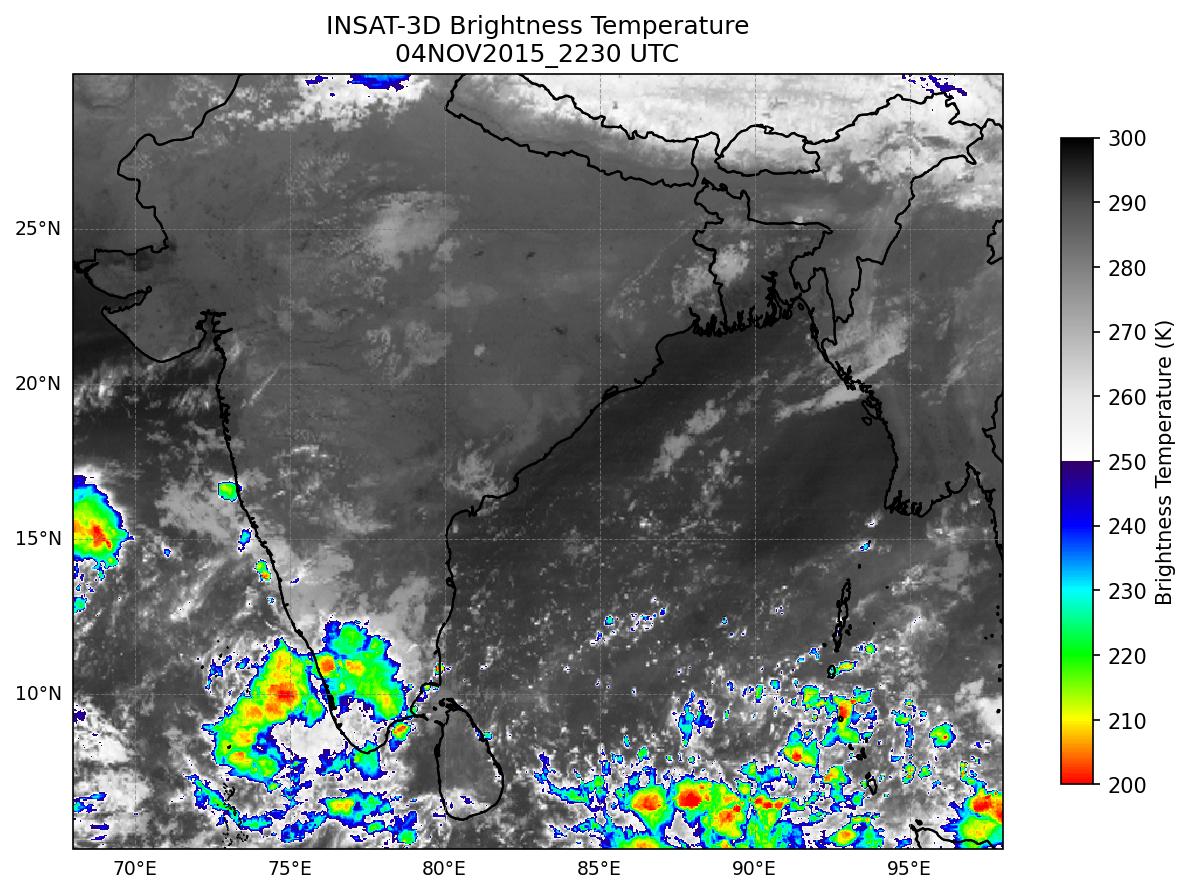 INSAT-3D Brightness Temperature
04NOV2015_2230 UTC
25°N
20°N
15°N
10°N
70°E
75°E
80°E
85°E
90°E
95°E
300
290
280
270
260
250
240
230
220
210
200
Brightness Temperature (K)